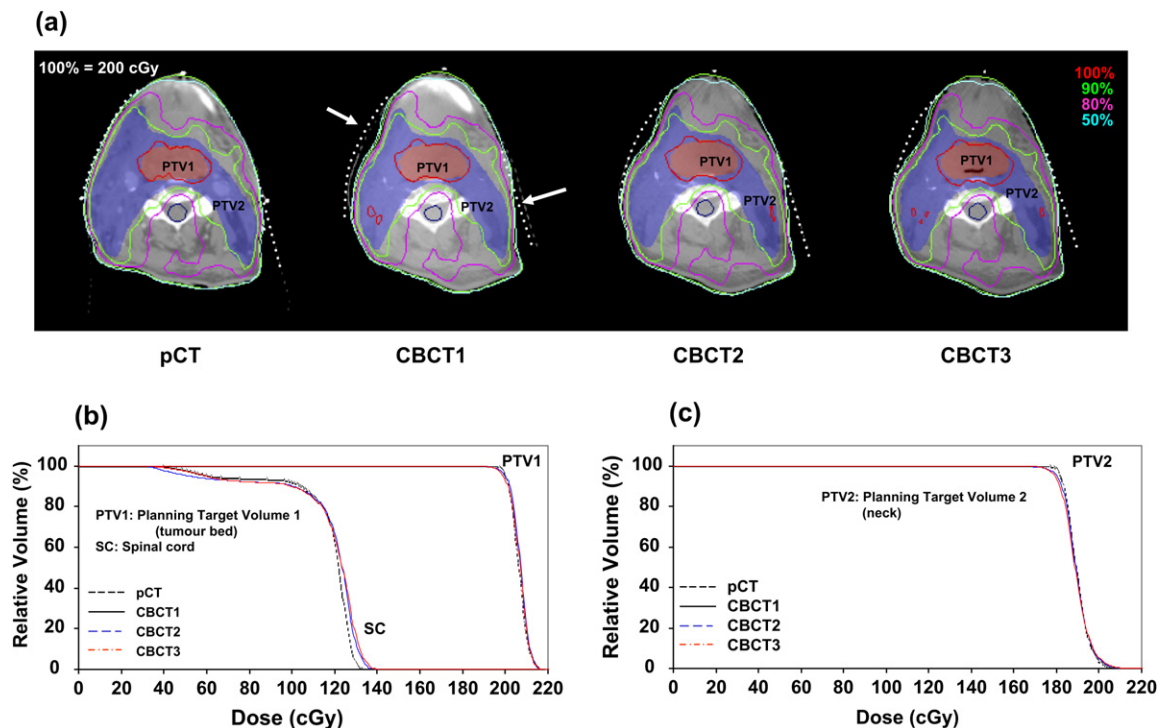 (a)
100% = 200 cGy
100%
90%
80%
50%
PTV1
PTV2
PTV1
PTV2
PTV1
PTV2
PTV1
PTV2
pCT
CBCT1
CBCT2
CBCT3
(b)
Relative Volume (%)
100
80
60
40
20
0
PTV1
PTV1: Planning Target Volume 1
(tumour bed)
SC: Spinal cord
pCT
CBCT1
CBCT2
CBCT3
SC
0 20 40 60 80 100 120 140 160 180 200 220
Dose (cGy)
(c)
Relative Volume (%)
100
80
60
40
20
0
PTV2
PTV2: Planning Target Volume 2
(neck)
pCT
CBCT1
CBCT2
CBCT3
0 20 40 60 80 100 120 140 160 180 200 220
Dose (cGy)